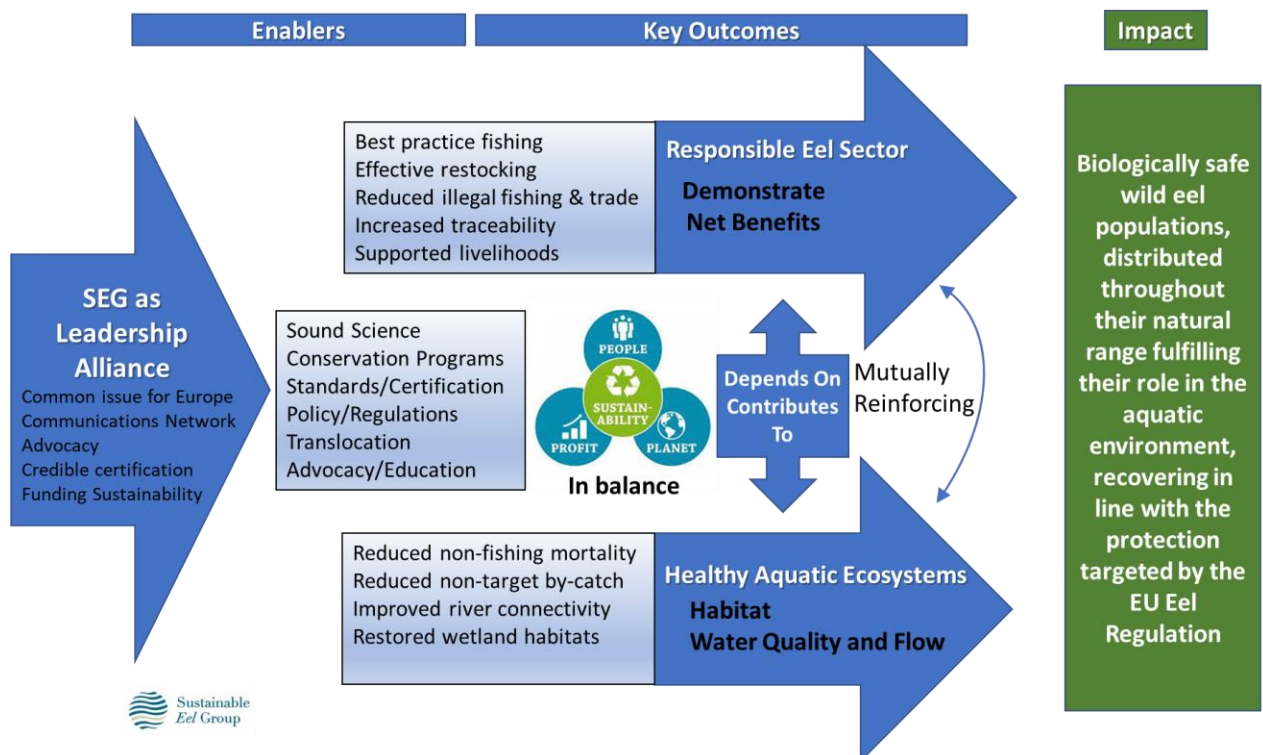 Enablers
Key Outcomes
Impact
SEG as
Leadership
Alliance
Common issue for Europe
Communications Network
Advocacy
Credible certification
Funding Sustainability
Best practice fishing
Effective restocking
Reduced illegal fishing & trade
Increased traceability
Supported livelihoods
Responsible Eel Sector
Demonstrate
Net Benefits
Sound Science
Conservation Programs
Standards/Certification
Policy/Regulations
Translocation
Advocacy/Education
PEOPLE
SUSTAIN-
ABILITY
PROFIT
PLANET
In balance
Depends On
Contributes
To
Mutually
Reinforcing
Reduced non-fishing mortality
Reduced non-target by-catch
Improved river connectivity
Restored wetland habitats
Healthy Aquatic Ecosystems
Habitat
Water Quality and Flow
Biologically safe
wild eel
populations,
distributed
throughout
their natural
range fulfilling
their role in the
aquatic
environment,
recovering in
line with the
protection
targeted by the
EU Eel
Regulation
Sustainable
Eel Group